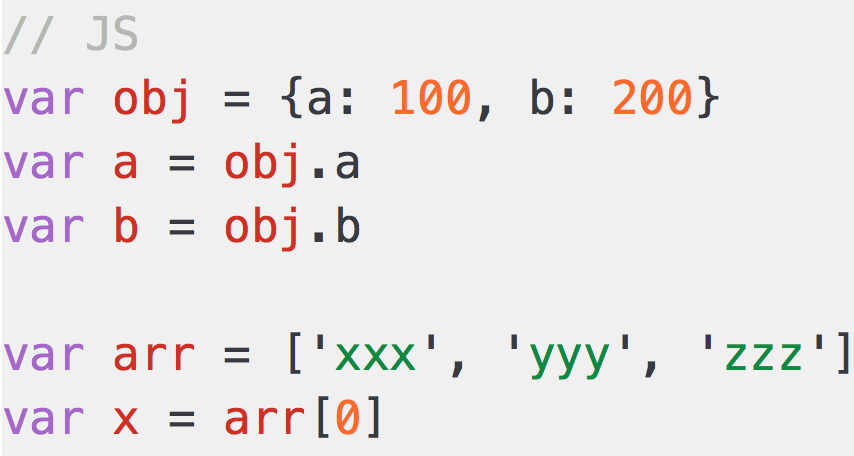 // JS
var obj = {a: 100, b: 200}
var a = obj.a
var b = obj.b
var arr = ['xxx', 'yyy', 'zzz']
var x = arr[0]